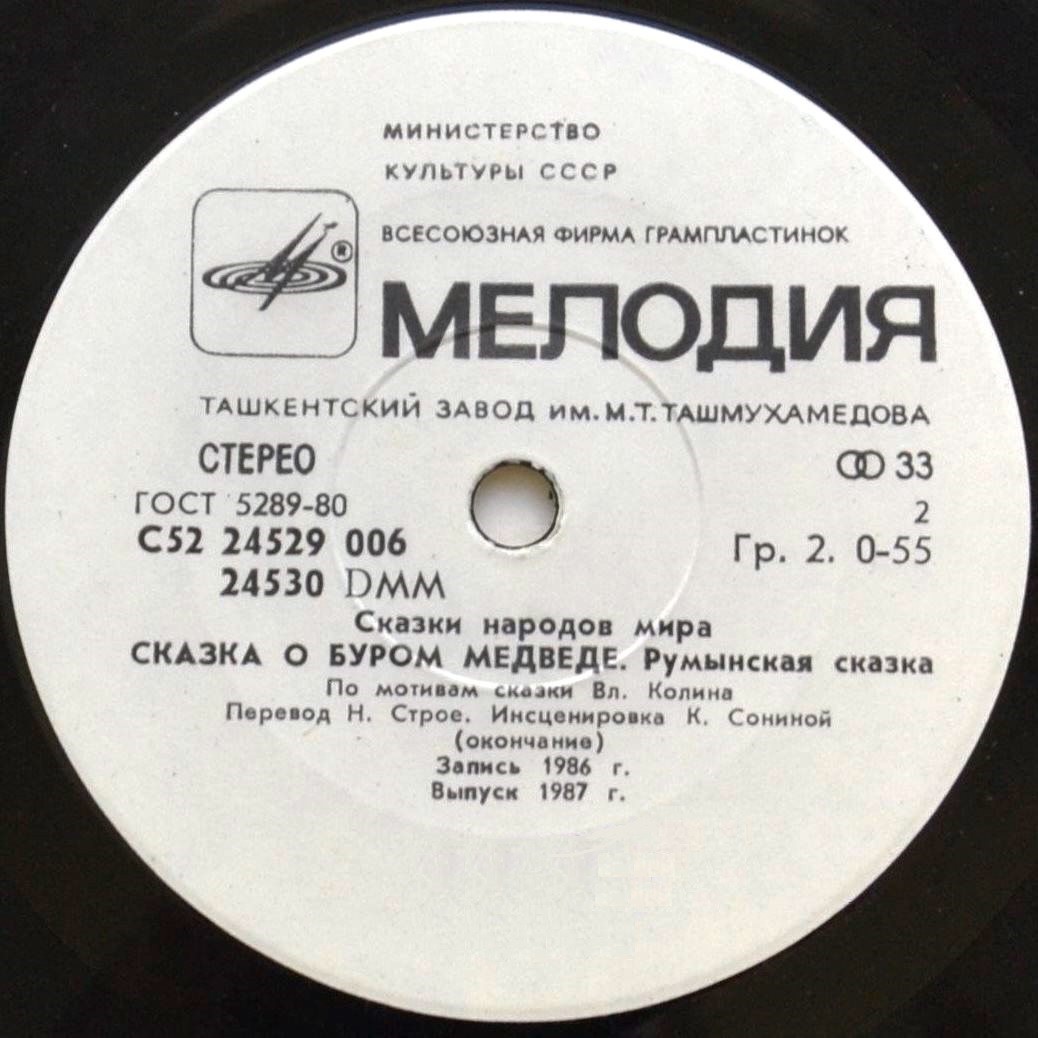 МИНИСТЕРСТВО
КУЛЬТУРЫ СССР
ВСЕСОЮЗНАЯ ФИРМА ГРАМПЛАСТИНОК
®
МЕЛОДИЯ
ТАШКЕНТСКИЙ ЗАВОД ИМ. М.Т. ТАШМУХАМЕДОВА
СТЕРЕО 33
ГОСТ 5289-80 2
С52 24529 006 Гр. 2. 0-55
24530 DMM
Сказки народов мира
СКАЗКА О БУРОМ МЕДВЕДЕ. Румынская сказка
По мотивам сказки Вл. Колина
Перевод Н. Строе. Инсценировка К. Сониной
(окончание)
Запись 1986 г.
Выпуск 1987 г.